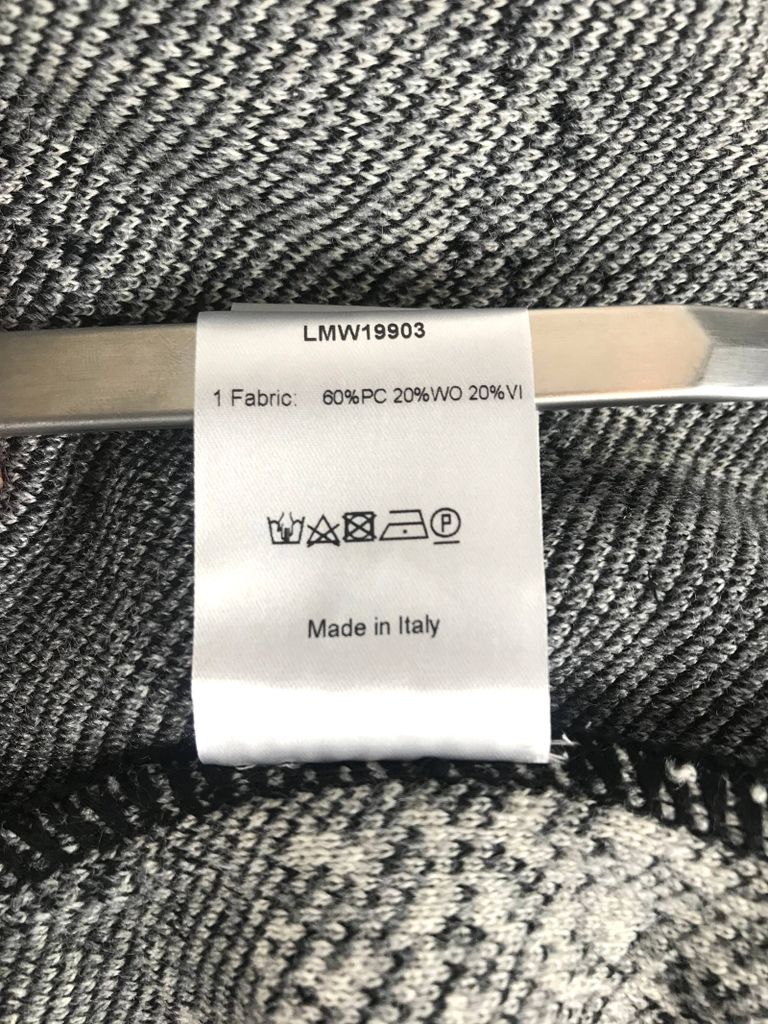 LMW19903
1 Fabric: 60%PC 20%WO 20%VI
P
Made in Italy